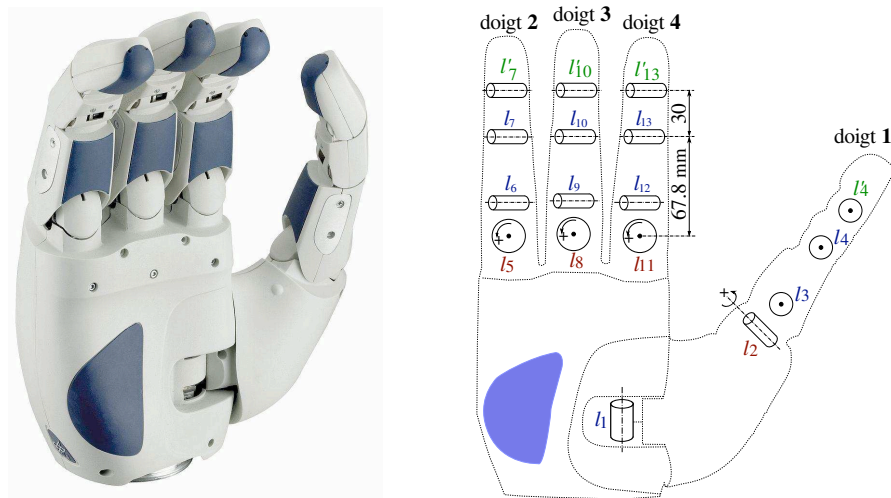 doigt 2 doigt 3 doigt 4
l'7 l'10 l'13
30
l7 l10 l13
doigt 1
67.8 mm
l6 l9 l12
l'4
+ + +
l4
l5 l8 l11
l3
+
l2
l1